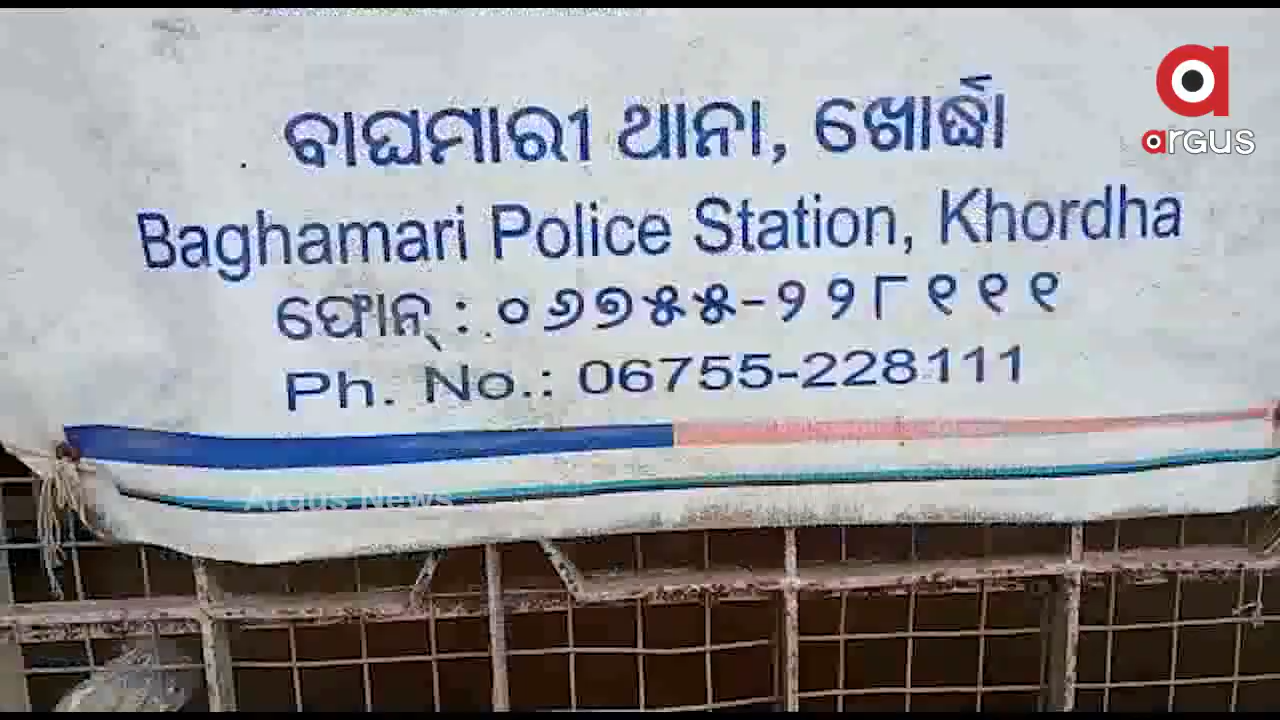 argus
ବାଘମାରୀ ଥାନା, ଖୋର୍ଦ୍ଧା
Baghamari Police Station, Khordha
ଫୋନ୍ : ୦୬୭୫୫-୨୨୮୧୧୧
Ph. No.: 06755-228111
Argus News